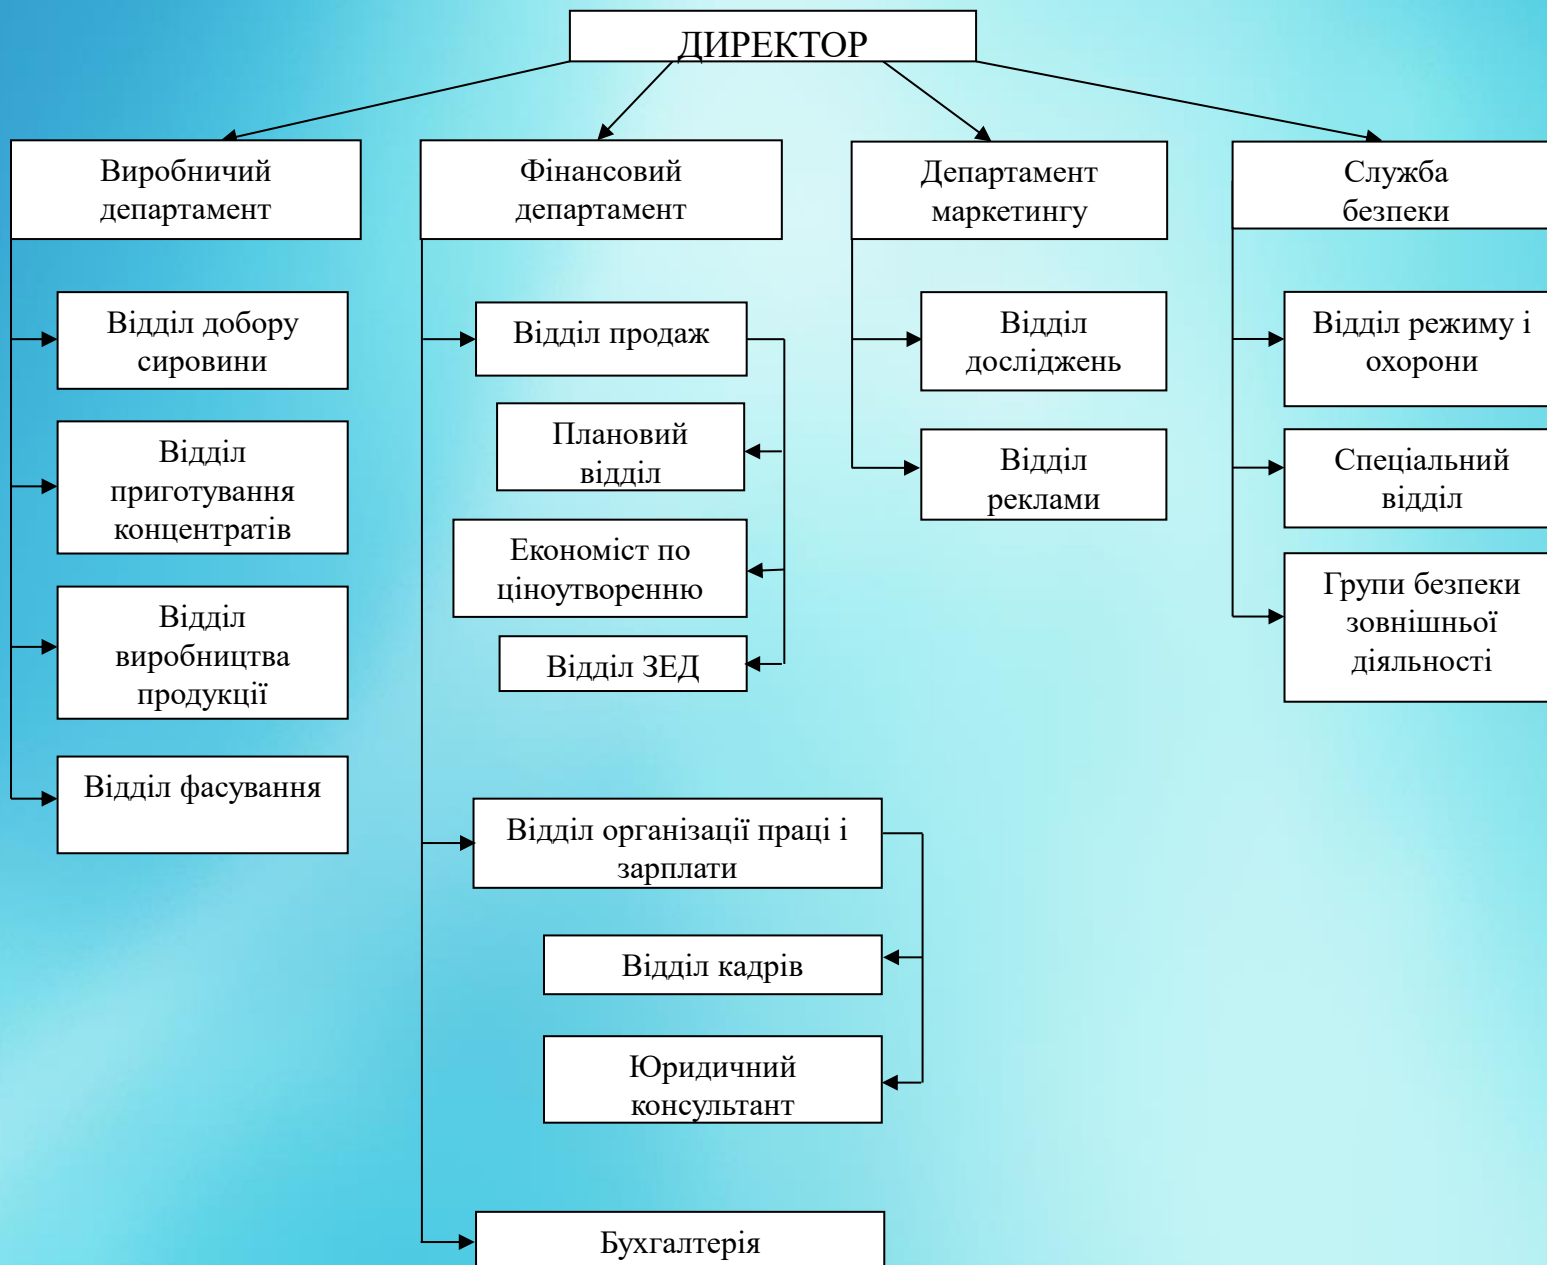 ДИРЕКТОР
Виробничий
департамент
Відділ добору
сировини
Відділ
приготування
концентратів
Відділ
виробництва
продукції
Відділ фасування
Фінансовий
департамент
Відділ продаж
Плановий
відділ
Економіст по
ціноутворенню
Відділ ЗЕД
Відділ організації праці і
зарплати
Відділ кадрів
Юридичний
консультант
Бухгалтерія
Департамент
маркетингу
Відділ
досліджень
Відділ
реклами
Служба
безпеки
Відділ режиму і
охорони
Спеціальний
відділ
Групи безпеки
зовнішньої
діяльності